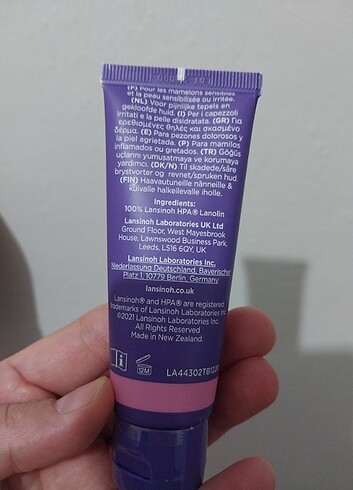 (F) Pour les mamelons sensibles
et la peau sensibilisée ou irritée.
(NL) Voor pijnlijke tepels en
gekloofde huid. (I) Per i capezzoli
irritati e la pelle disidratata. (GR) Για
ερεθισμένες θηλές και σκασμένο
δέρμα. (E) Para pezones dolorosos y
la piel agrietada. (P) Para mamilos
inflamados ou gretados. (TR) Göğüs
uçlarını yumuşatmaya ve korumaya
yardımcı. (DK/N) Til skadede/såre
brystvorter og revnet/sprukken hud
(FIN) Haavautuneille nänneille &
kuivalle halkeilevalle iholle.
Ingredients:
100% Lansinoh HPA® Lanolin
Lansinoh Laboratories UK Ltd
Ground Floor, West Mayesbrook
House, Lawnswood Business Park,
Leeds, LS16 6QY, UK
Lansinoh Laboratories Inc.
Niederlassung Deutschland, Bayerischer
Platz 1, 10779 Berlin, Germany
lansinoh.co.uk
Lansinoh® and HPA® are registered
trademarks of Lansinoh Laboratories Inc.
©2021 Lansinoh Laboratories Inc.
All Rights Reserved
Made in New Zealand.
12M
LA44302TB1220